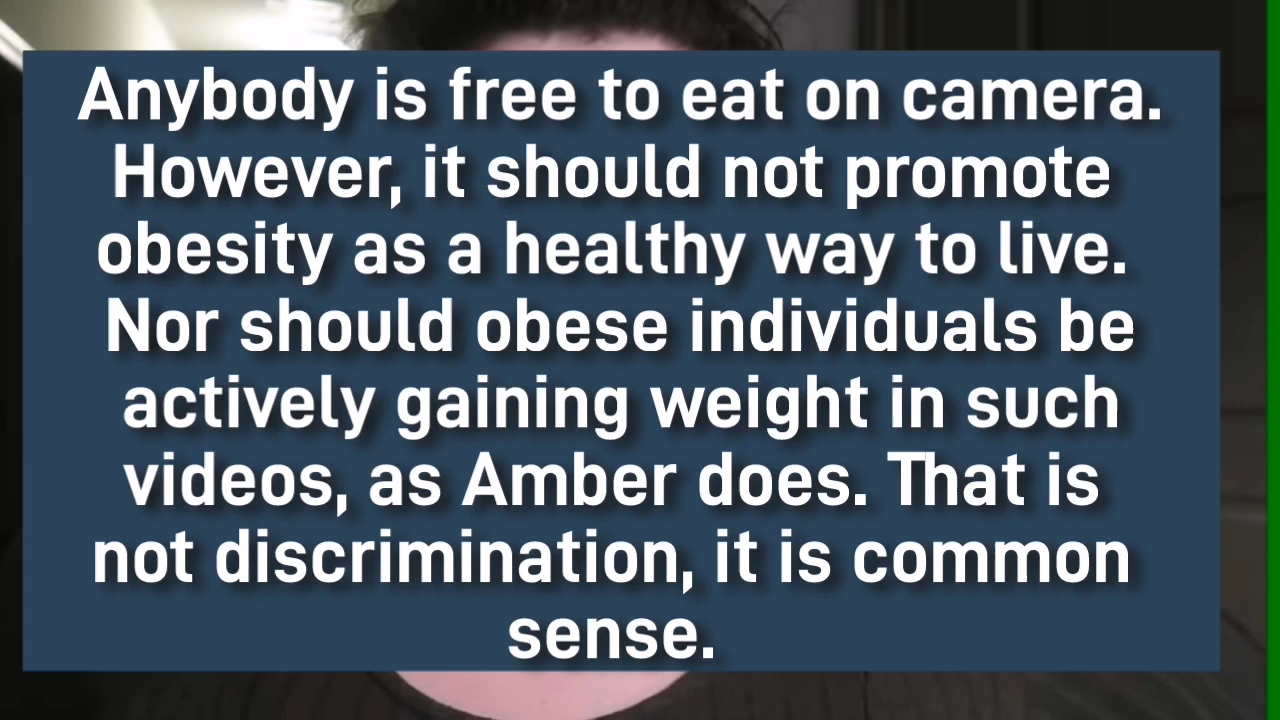 Anybody is free to eat on camera.
However, it should not promote
obesity as a healthy way to live.
Nor should obese individuals be
actively gaining weight in such
videos, as Amber does. That is
not discrimination, it is common
sense.